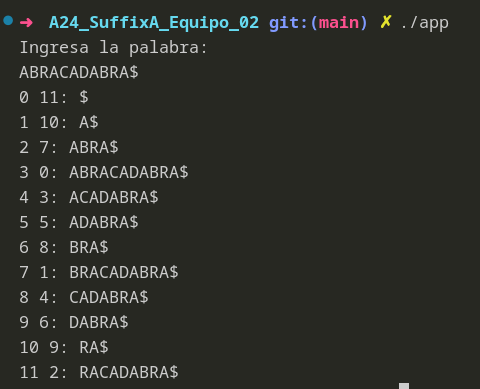 ➜ A24_SuffixA_Equipo_02 git:(main) ✗ ./app
Ingresa la palabra:
ABRACADABRA$
0 11: $
1 10: A$
2 7: ABRA$
3 0: ABRACADABRA$
4 3: ACADABRA$
5 5: ADABRA$
6 8: BRA$
7 1: BRACADABRA$
8 4: CADABRA$
9 6: DABRA$
10 9: RA$
11 2: RACADABRA$